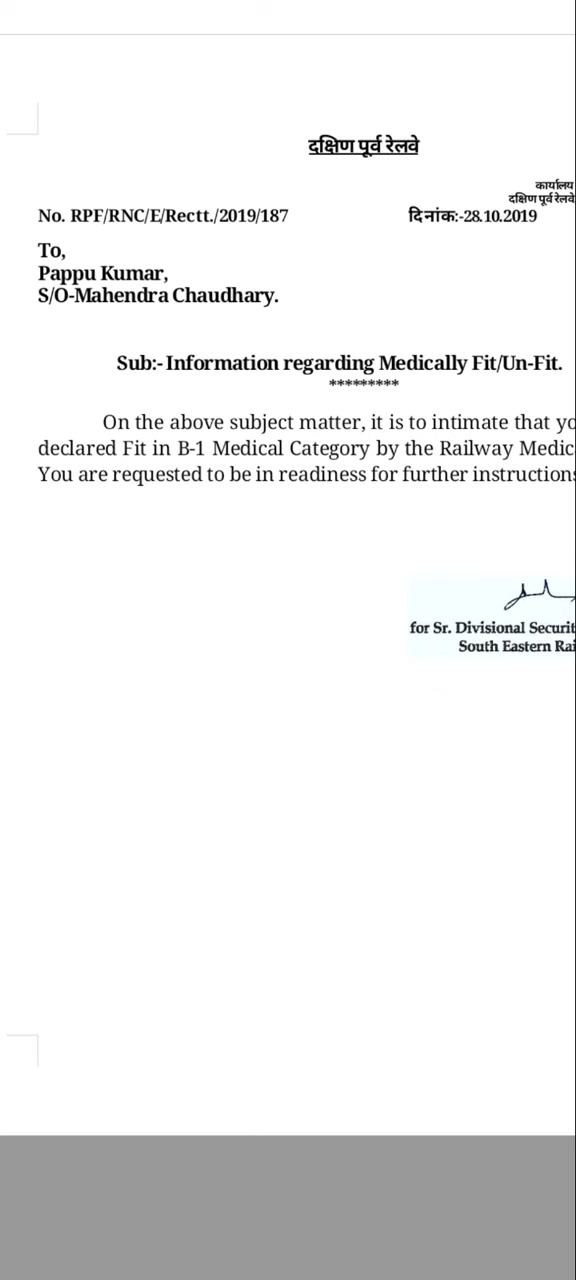 दक्षिण पूर्व रेलवे
कार्यालय
दक्षिण पूर्व रेलवे
No. RPF/RNC/E/Rectt./2019/187 दिनांक:-28.10.2019
To,
Pappu Kumar,
S/O-Mahendra Chaudhary.
Sub:- Information regarding Medically Fit/Un-Fit.
*********
On the above subject matter, it is to intimate that
declared Fit in B-1 Medical Category by the Railway
You are requested to be in readiness for further
for Sr. Divisional
South Eastern